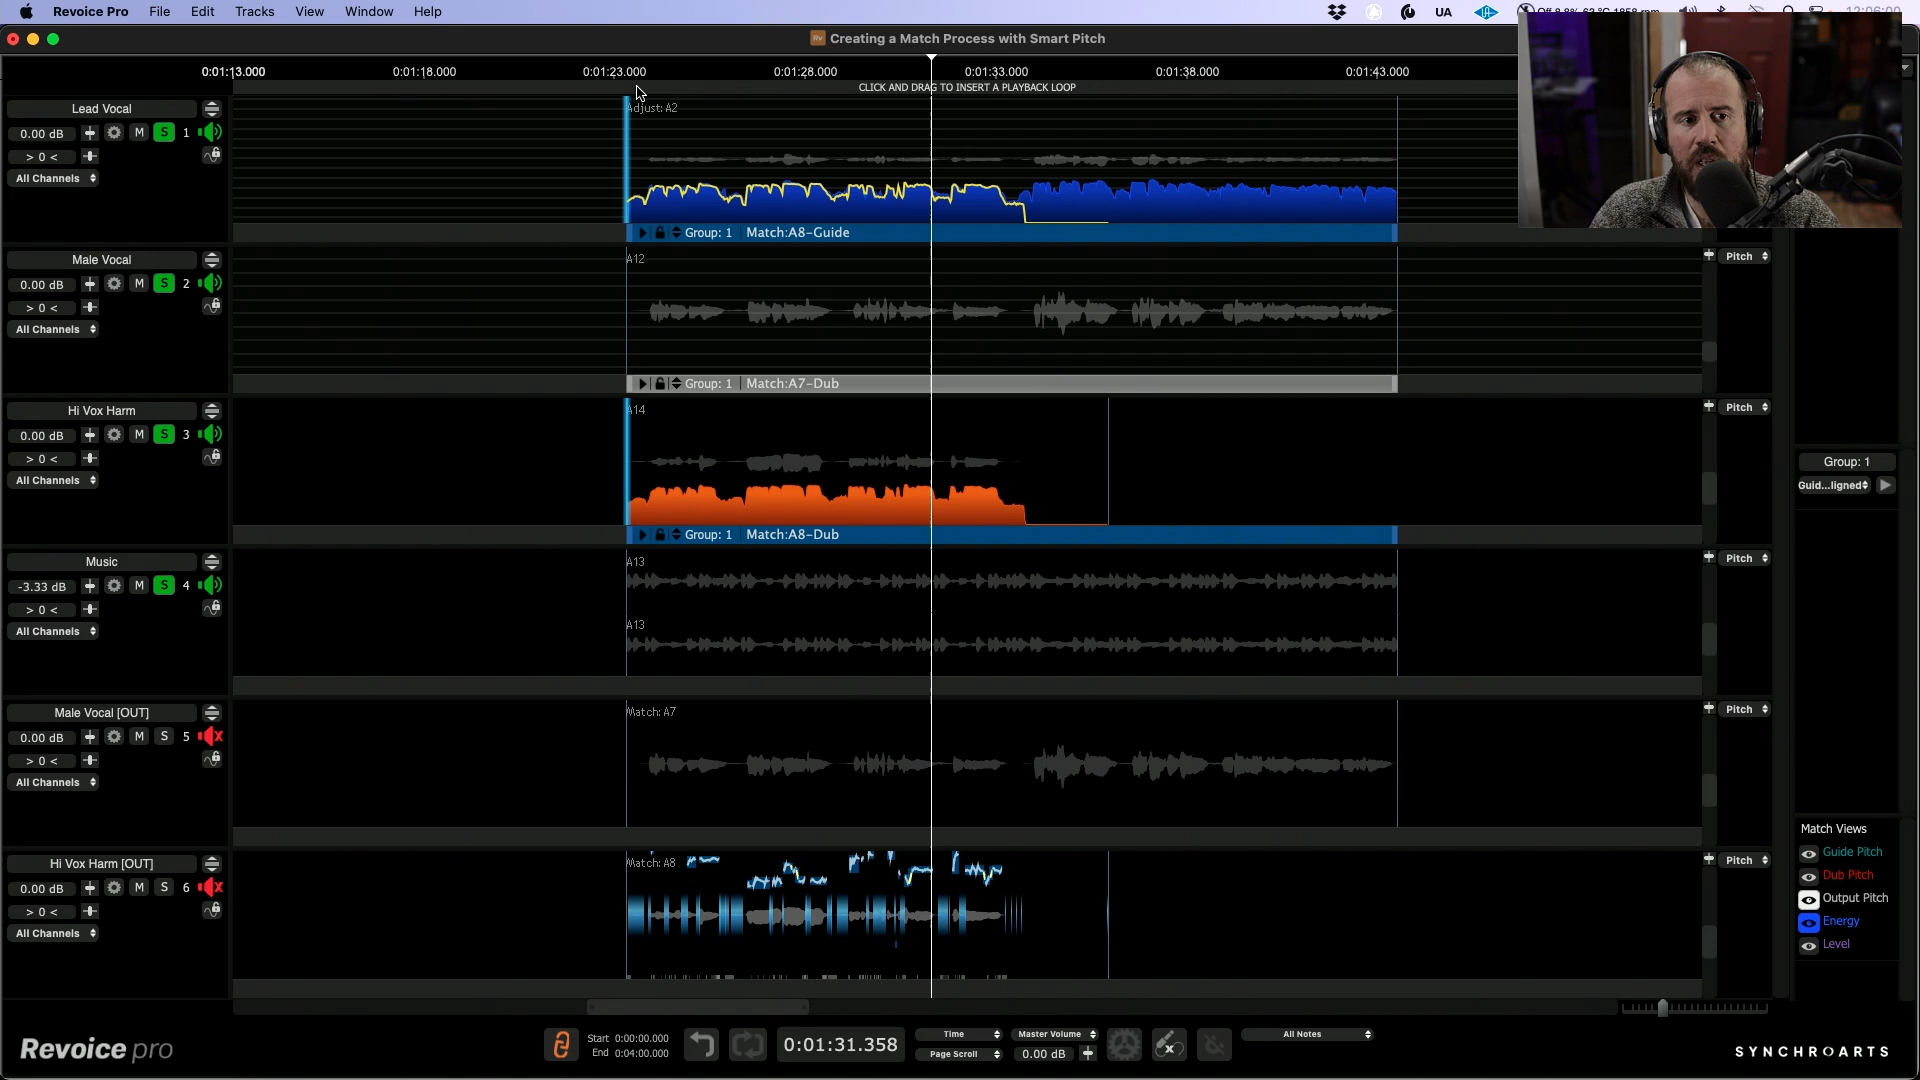 Revoice Pro File Edit Tracks View Window Help UA
Creating a Match Process with Smart Pitch
0:01:13.000 0:01:18.000 0:01:23.000 0:01:28.000 0:01:33.000 0:01:38.000 0:01:43.000
CLICK AND DRAG TO INSERT A PLAYBACK LOOP
Lead Vocal
0.00 dB M S 1
> 0 <
All Channels
Adjust: A2
Group: 1 Match:A8-Guide
Male Vocal
0.00 dB M S 2
> 0 <
All Channels
A12
Pitch
Group: 1 Match:A7-Dub
Hi Vox Harm
0.00 dB M S 3
> 0 <
All Channels
A14
Pitch
Group: 1 Match:A8-Dub
Group: 1
Guid...ligned
Music
-3.33 dB M S 4
> 0 <
All Channels
A13
A13
Pitch
Male Vocal [OUT]
0.00 dB M S 5
> 0 <
All Channels
Match: A7
Pitch
Hi Vox Harm [OUT]
0.00 dB M S 6
> 0 <
All Channels
Match: A8
Pitch
Match Views
Guide Pitch
Dub Pitch
Output Pitch
Energy
Level
Revoice pro
Start 0:00:00.000
End 0:04:00.000
0:01:31.358
Time
Page Scroll
Master Volume
0.00 dB
All Notes
SYNCHROARTS